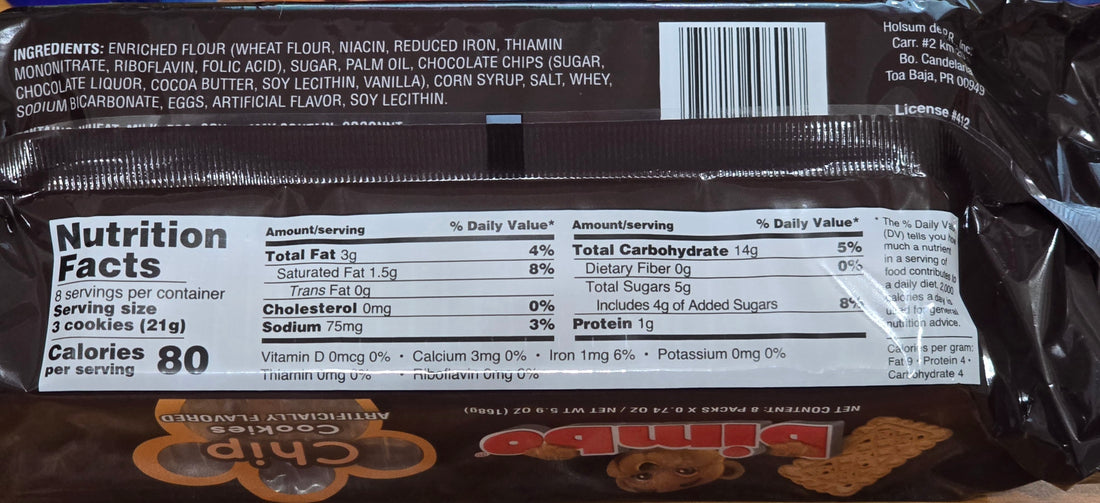 INGREDIENTS: ENRICHED FLOUR (WHEAT FLOUR, NIACIN, REDUCED IRON, THIAMIN
MONONITRATE, RIBOFLAVIN, FOLIC ACID), SUGAR, PALM OIL, CHOCOLATE CHIPS (SUGAR,
CHOCOLATE LIQUOR, COCOA BUTTER, SOY LECITHIN, VANILLA), CORN SYRUP, SALT, WHEY,
SODIUM BICARBONATE, EGGS, ARTIFICIAL FLAVOR, SOY LECITHIN.
Holsum de
Carr. #2 km
Bo. Candelaria
Toa Baja, PR 00949
License #412
Nutrition
Facts
8 servings per container
Serving size
3 cookies (21g)
Calories
per serving 80
Amount/serving % Daily Value*
Total Fat 3g 4%
Saturated Fat 1.5g 8%
Trans Fat 0g
Cholesterol 0mg 0%
Sodium 75mg 3%
Amount/serving % Daily Value*
Total Carbohydrate 14g 5%
Dietary Fiber 0g 0%
Total Sugars 5g
Includes 4g of Added Sugars 8%
Protein 1g
Vitamin D 0mcg 0% • Calcium 3mg 0% • Iron 1mg 6% • Potassium 0mg 0%
Thiamin 0mg 0% • Riboflavin 0mg 0%
* The % Daily Value
(DV) tells you how
much a nutrient
in a serving of
food contributes to
a daily diet. 2,000
calories a day is
used for general
nutrition advice.
Calories per gram:
Fat 9 • Protein 4 •
Carbohydrate 4
NET CONTENT: 8 PACKS X 0.74 OZ / NET WT 5.9 OZ (168g)
bimbo®
Chip
Cookies
ARTIFICIALLY FLAVORED